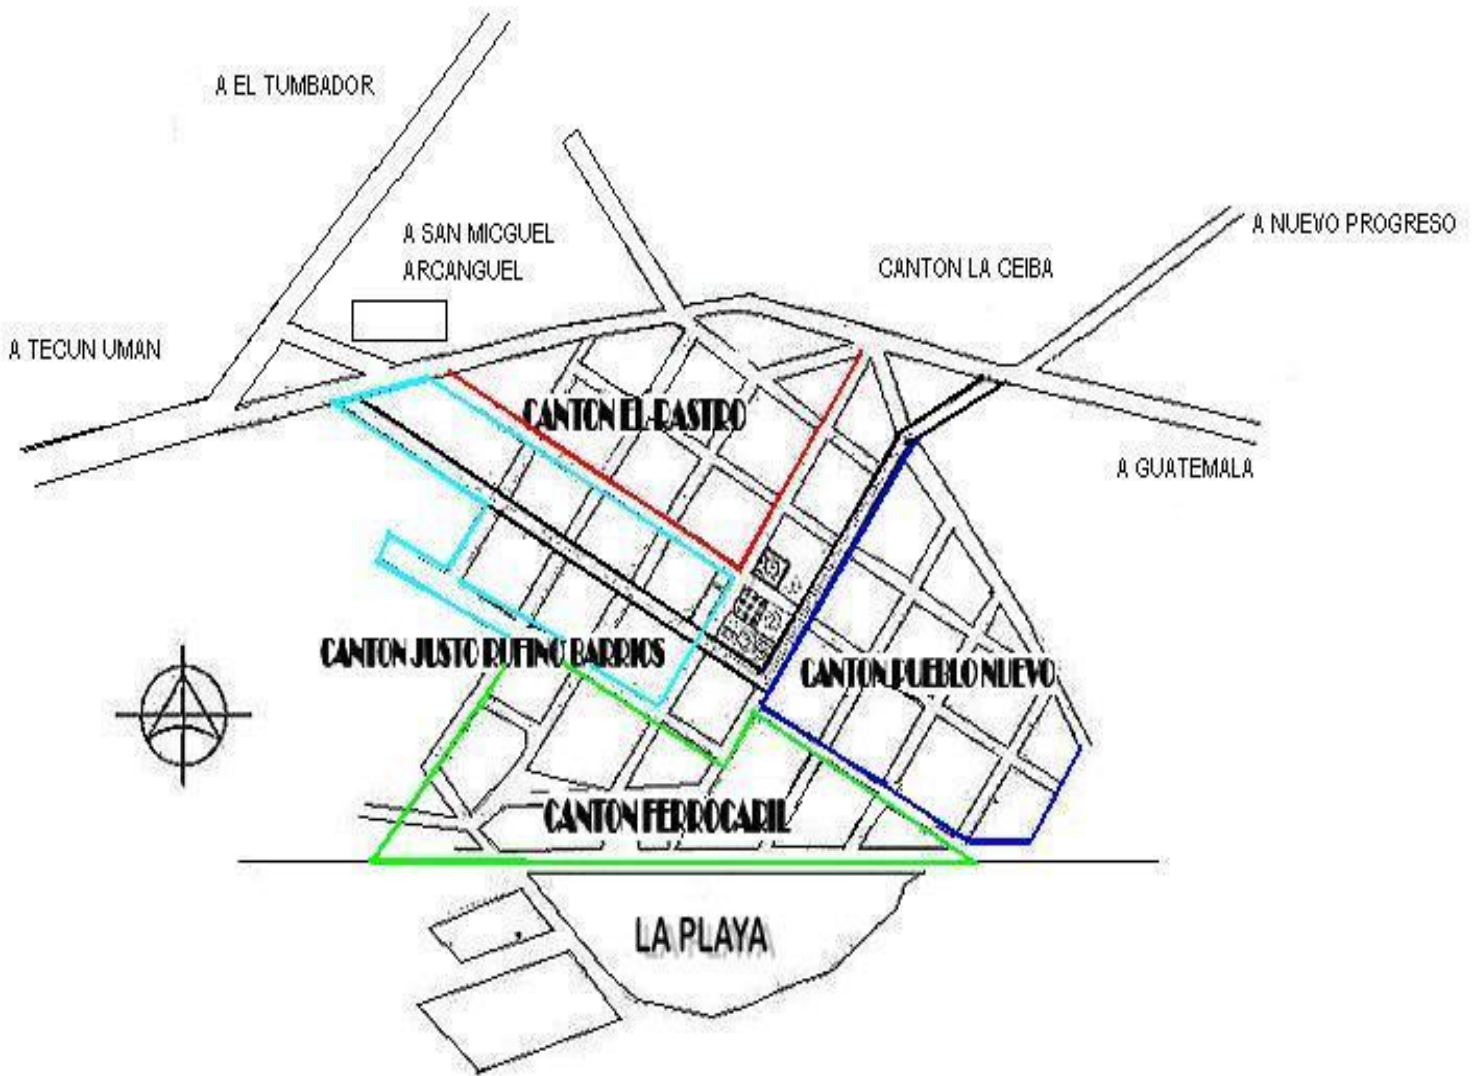 A EL TUMBADOR
A SAN MICGUEL
ARCANGUEL
A NUEVO PROGRESO
CANTON LA CEIBA
A TECUN UMAN
CANTON EL RASTRO
A GUATEMALA
CANTON JUSTO RUFINO BARRIOS
CANTON PUEBLO NUEVO
CANTON FERROCARIL
LA PLAYA